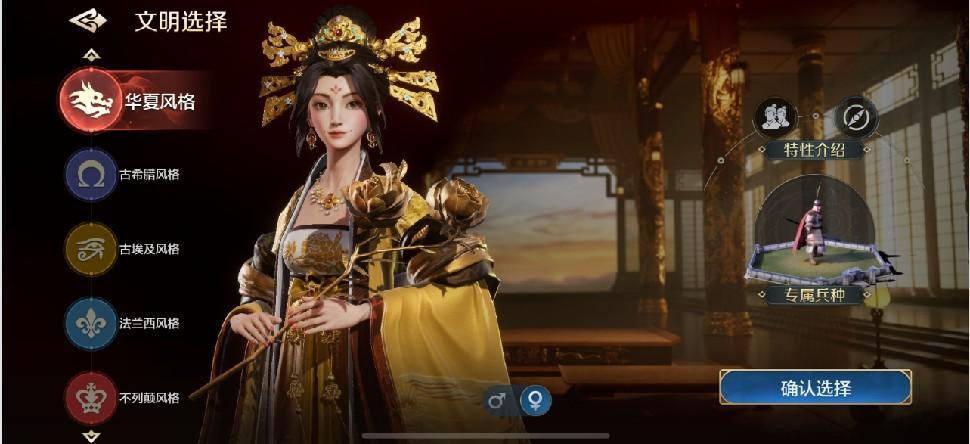 文明选择
华夏风格
古希腊风格
古埃及风格
法兰西风格
不列颠风格
特性介绍
专属兵种
确认选择